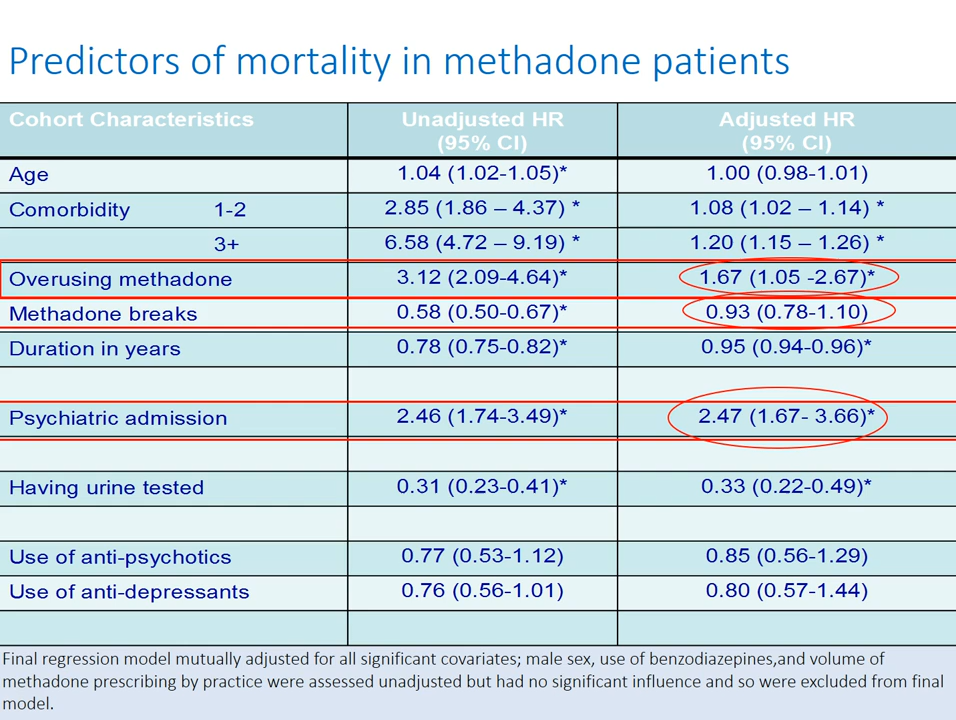 Predictors of mortality in methadone patients
Cohort Characteristics Unadjusted HR (95% CI) Adjusted HR (95% CI)
Age 1.04 (1.02-1.05)* 1.00 (0.98-1.01)
Comorbidity 1-2 2.85 (1.86 – 4.37) * 1.08 (1.02 – 1.14) *
3+ 6.58 (4.72 – 9.19) * 1.20 (1.15 – 1.26) *
Overusing methadone 3.12 (2.09-4.64)* 1.67 (1.05 -2.67)*
Methadone breaks 0.58 (0.50-0.67)* 0.93 (0.78-1.10)
Duration in years 0.78 (0.75-0.82)* 0.95 (0.94-0.96)*
Psychiatric admission 2.46 (1.74-3.49)* 2.47 (1.67- 3.66)*
Having urine tested 0.31 (0.23-0.41)* 0.33 (0.22-0.49)*
Use of anti-psychotics 0.77 (0.53-1.12) 0.85 (0.56-1.29)
Use of anti-depressants 0.76 (0.56-1.01) 0.80 (0.57-1.44)
Final regression model mutually adjusted for all significant covariates; male sex, use of benzodiazepines,and volume of
methadone prescribing by practice were assessed unadjusted but had no significant influence and so were excluded from final
model.